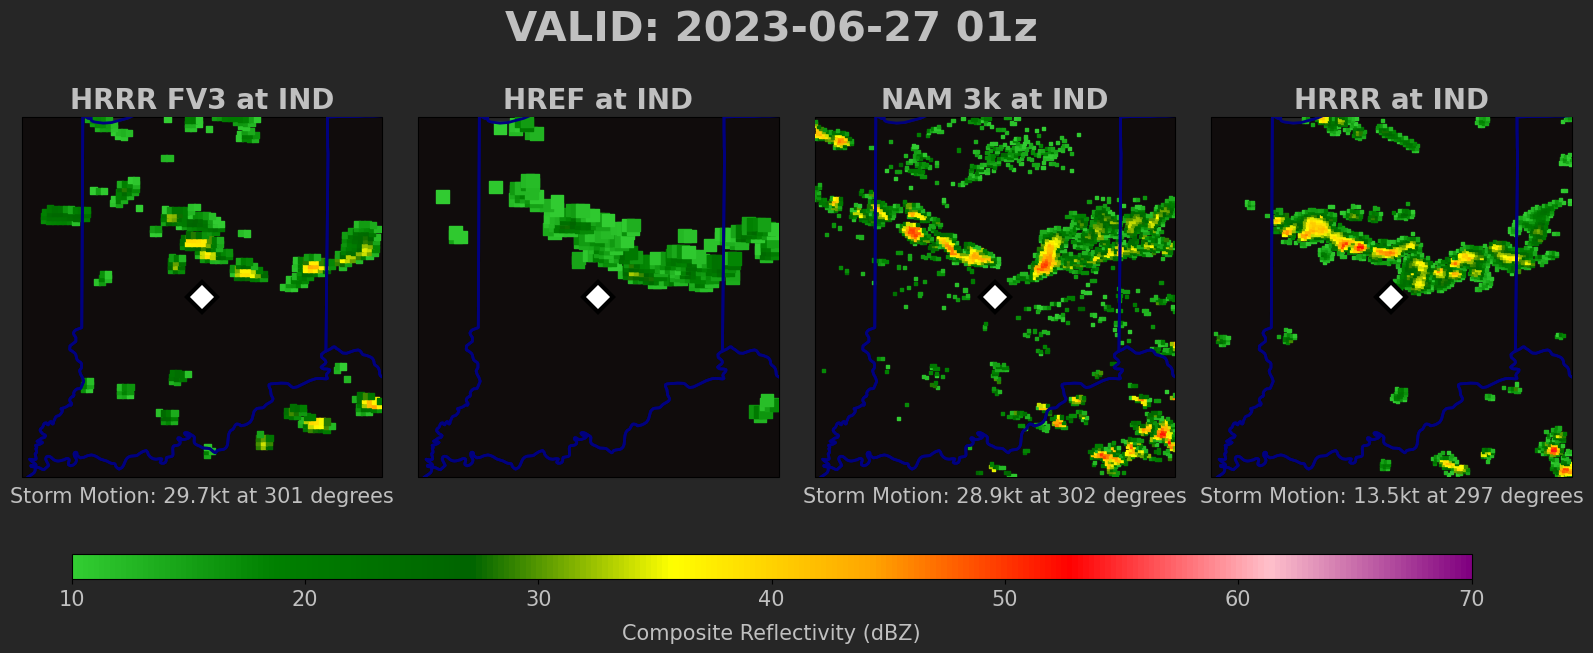 VALID: 2023-06-27 01z
HRRR FV3 at IND
HREF at IND
NAM 3k at IND
HRRR at IND
Storm Motion: 29.7kt at 301 degrees
Storm Motion: 28.9kt at 302 degrees
Storm Motion: 13.5kt at 297 degrees
10 20 30 40 50 60 70
Composite Reflectivity (dBZ)